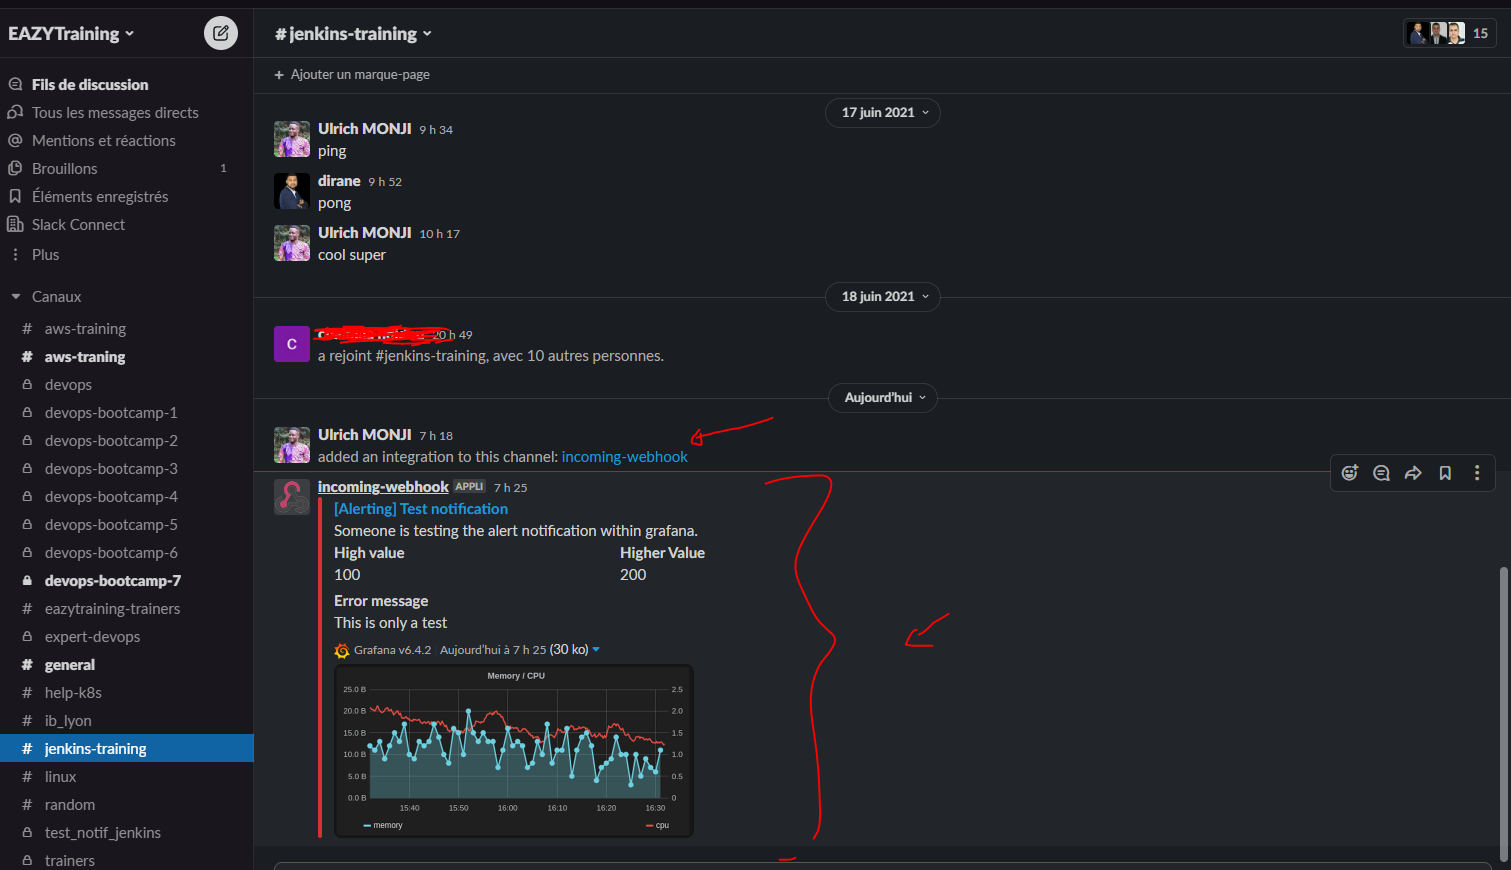 EAZYTraining
Fils de discussion
Tous les messages directs
Mentions et réactions
Brouillons 1
Éléments enregistrés
Slack Connect
Plus
Canaux
# aws-training
# aws-traning
devops
devops-bootcamp-1
devops-bootcamp-2
devops-bootcamp-3
devops-bootcamp-4
devops-bootcamp-5
devops-bootcamp-6
devops-bootcamp-7
# eazytraining-trainers
expert-devops
# general
# help-k8s
# ib_lyon
# jenkins-training
# linux
# random
test_notif_jenkins
trainers
# jenkins-training
15
+ Ajouter un marque-page
17 juin 2021
Ulrich MONJI 9 h 34
ping
dirane 9 h 52
pong
Ulrich MONJI 10 h 17
cool super
18 juin 2021
C
20 h 49
a rejoint #jenkins-training, avec 10 autres personnes.
Aujourd'hui
Ulrich MONJI 7 h 18
added an integration to this channel: incoming-webhook
incoming-webhook APPLI 7 h 25
[Alerting] Test notification
Someone is testing the alert notification within grafana.
High value Higher Value
100 200
Error message
This is only a test
Grafana v6.4.2 Aujourd'hui à 7 h 25 (30 ko)
Memory / CPU
25.0 B 2.5
20.0 B 2.0
15.0 B 1.5
10.0 B 1.0
5.0 B 0.5
0.0 B 0
15:40 15:50 16:00 16:10 16:20 16:30
memory cpu